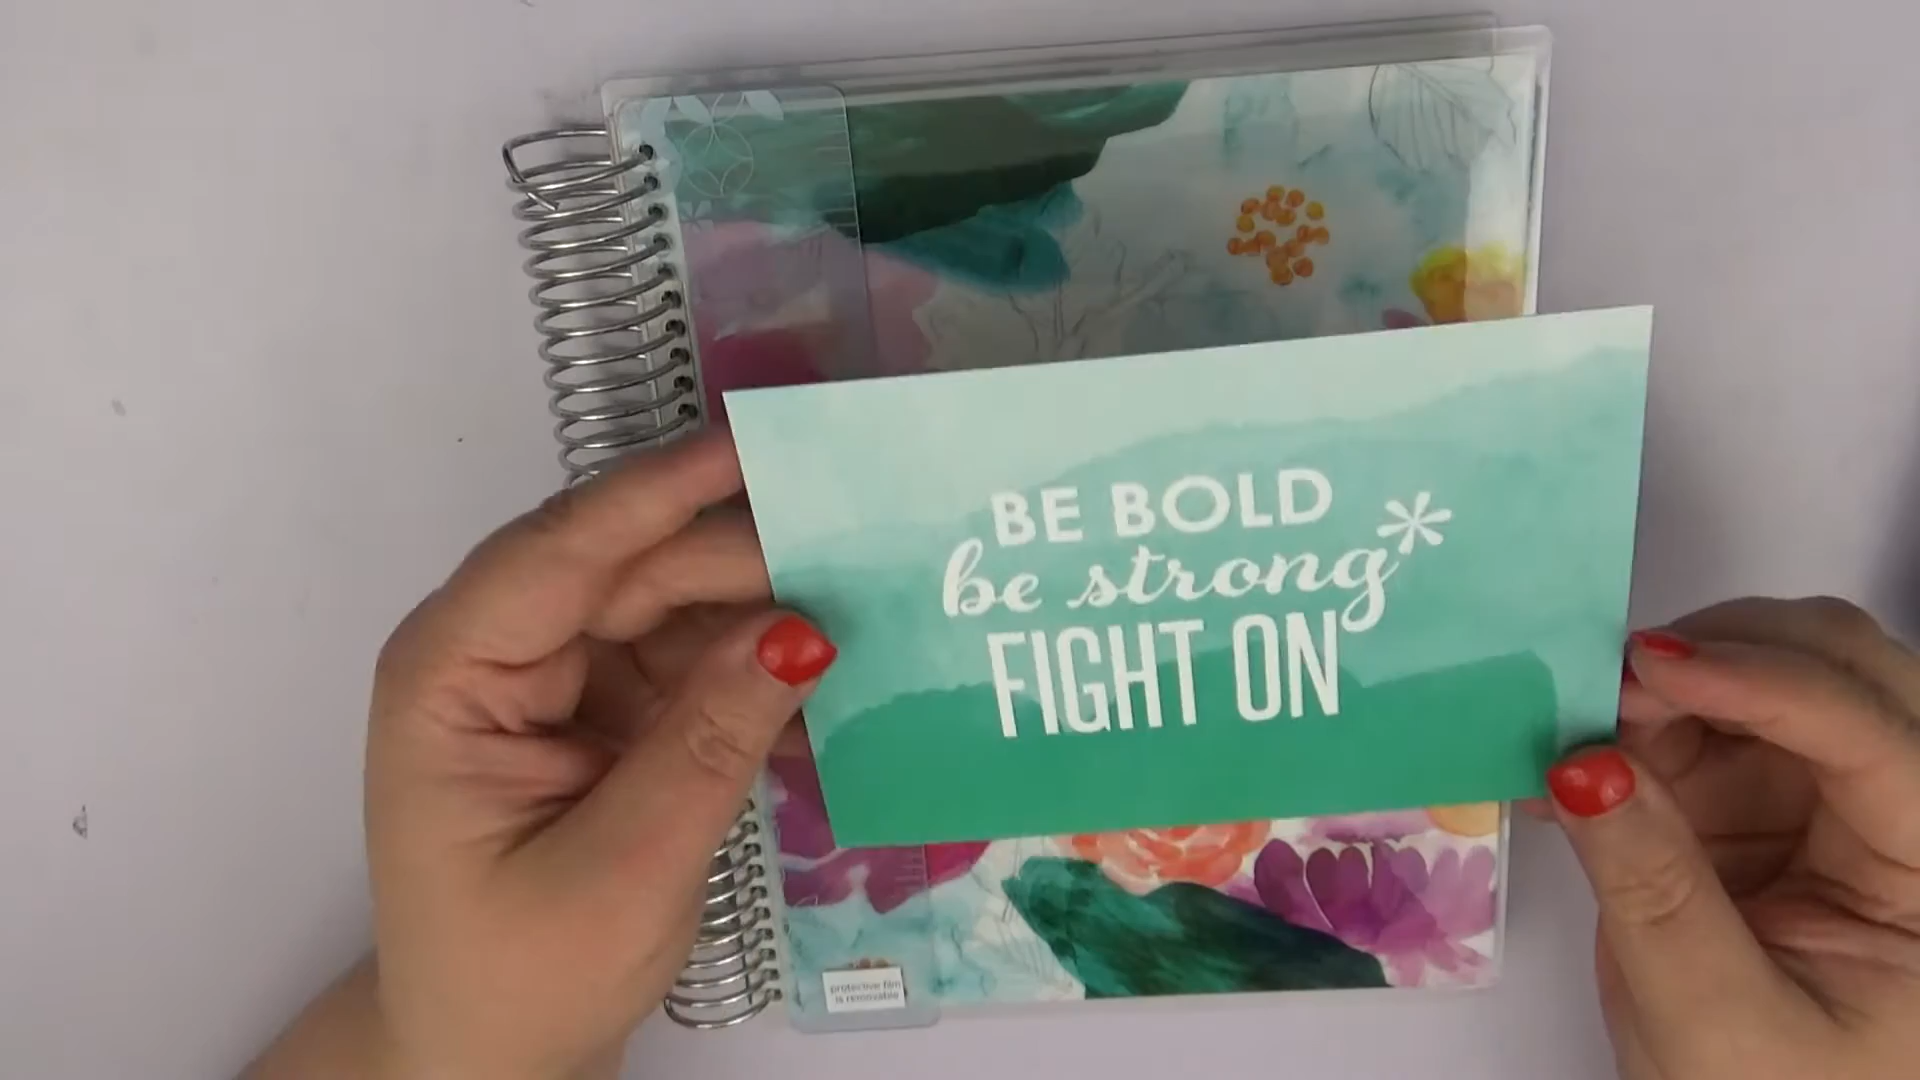 BE BOLD
be strong*
FIGHT ON
protective film
is removable